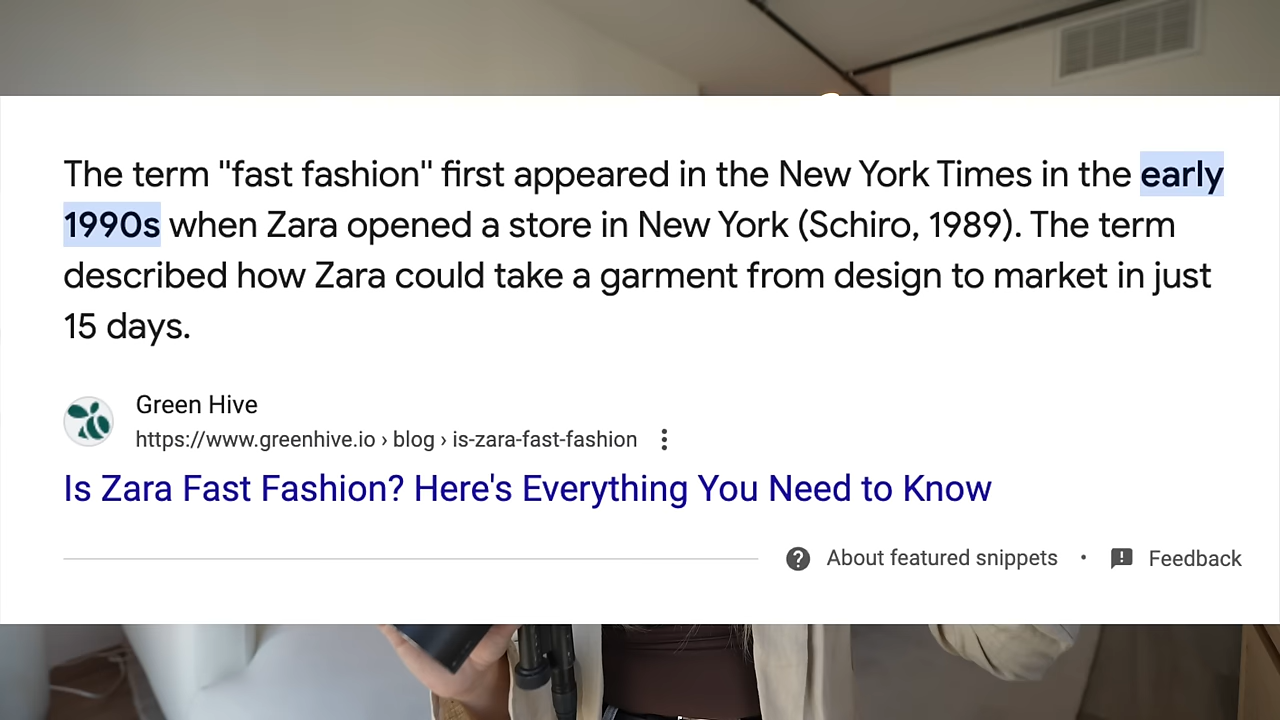 The term "fast fashion" first appeared in the New York Times in the early
1990s when Zara opened a store in New York (Schiro, 1989). The term
described how Zara could take a garment from design to market in just
15 days.
Green Hive
https://www.greenhive.io › blog › is-zara-fast-fashion
Is Zara Fast Fashion? Here's Everything You Need to Know
About featured snippets • Feedback